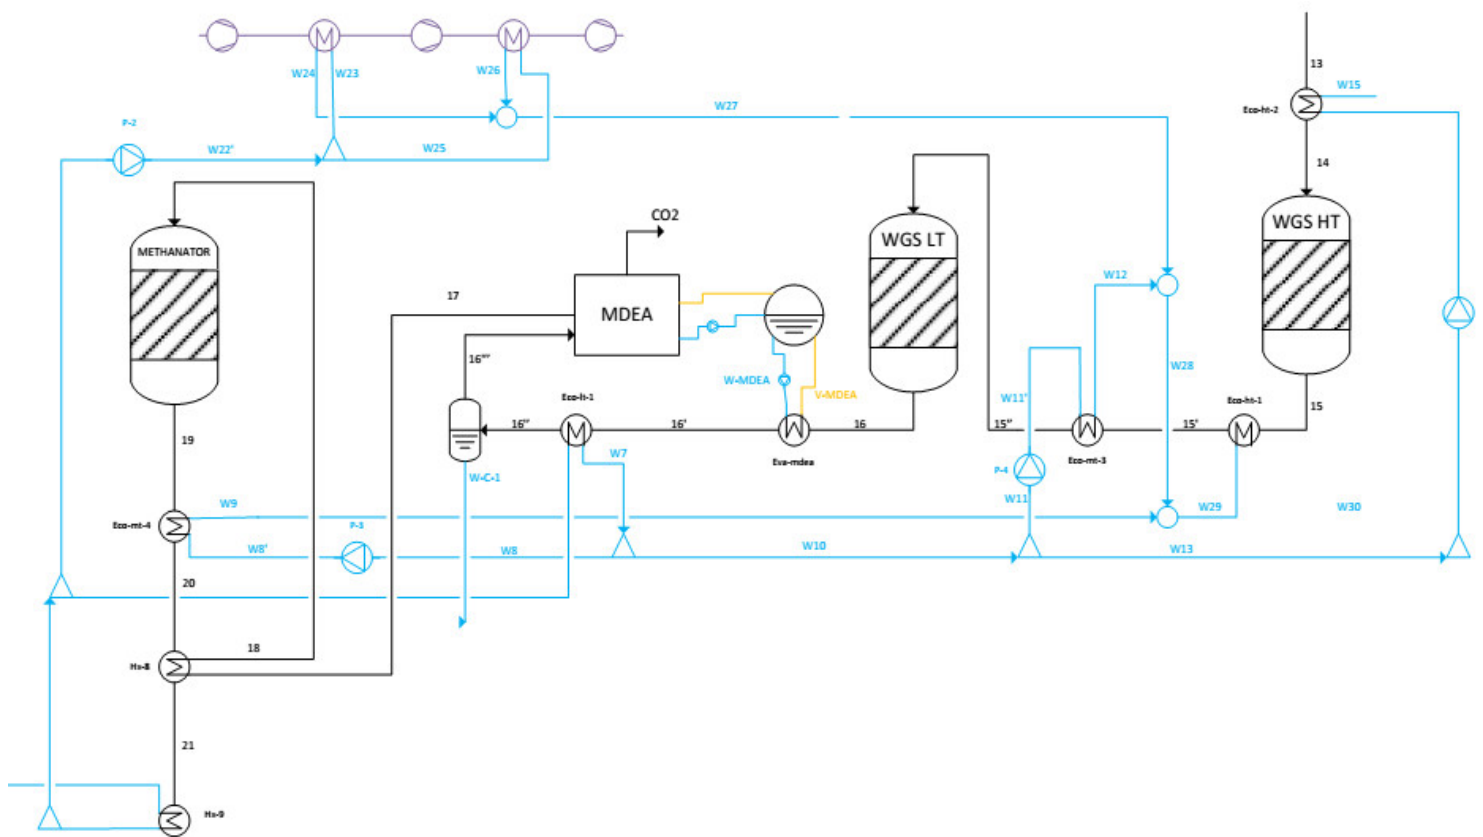 13
W15
W24
W23
W26
Eco-ht-2
W27
P-2
W22'
W25
14
CO2
WGS HT
WGS LT
METHANATOR
W12
17
MDEA
16'''
W28
W-MDEA
V-MDEA
W11'
Eco-lt-1
15
Eco-ht-1
16''
16'
16
15''
15'
19
W7
Eva-mdea
Eco-mt-3
P-4
W-C-1
W11
W9
W29
W30
Eco-mt-4
P-3
W8'
W8
W10
W13
20
18
Hx-8
21
Hx-9